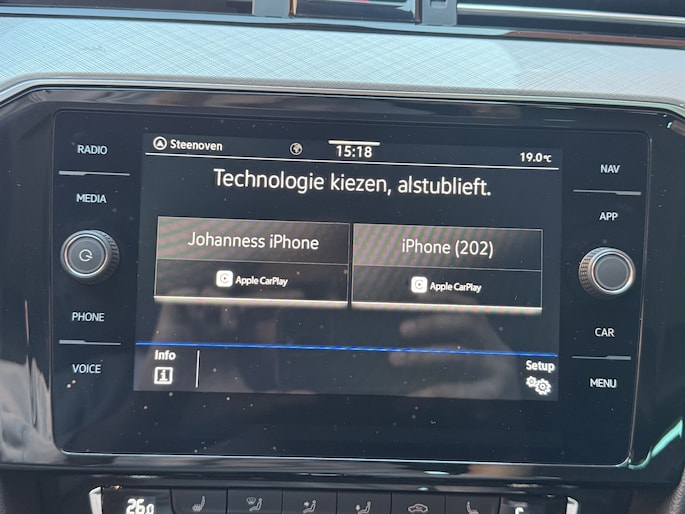 RADIO
MEDIA
PHONE
VOICE
Steenoven
15:18
19.0°C
Technologie kiezen, alstublieft.
Johanness iPhone
Apple CarPlay
iPhone (202)
Apple CarPlay
Info
Setup
NAV
APP
CAR
MENU
26.0